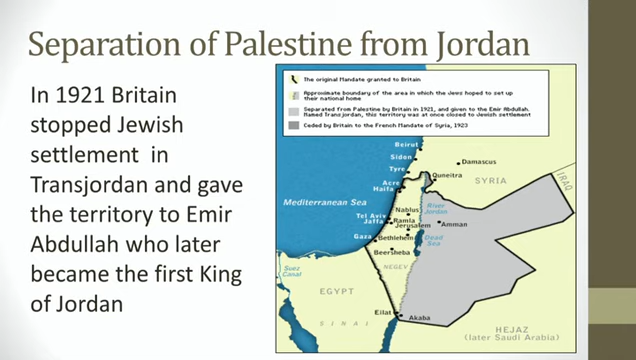 Separation of Palestine from Jordan
In 1921 Britain
stopped Jewish
settlement in
Transjordan and gave
the territory to Emir
Abdullah who later
became the first King
of Jordan
The original Mandate granted to Britain
Approximate boundary of the area in which the Jews hoped to set up
their national home
Separated from Palestine by Britain in 1921, and given to the Emir Abdullah.
Named Transjordan, this territory was at once closed to Jewish settlement
Ceded by Britain to the French Mandate of Syria, 1923
Beirut
Sidon
Damascus
Tyre
Quneitra
SYRIA
IRAQ
Acre
Haifa
Mediterranean Sea
Nablus
River
Jordan
Tel Aviv
Jaffa
Ramla
Jerusalem
Amman
Gaza
Bethlehem
Dead
Sea
Beersheba
Suez
Canal
NEGEV
EGYPT
SINAI
Eilat
Akaba
HEJAZ
(later Saudi Arabia)